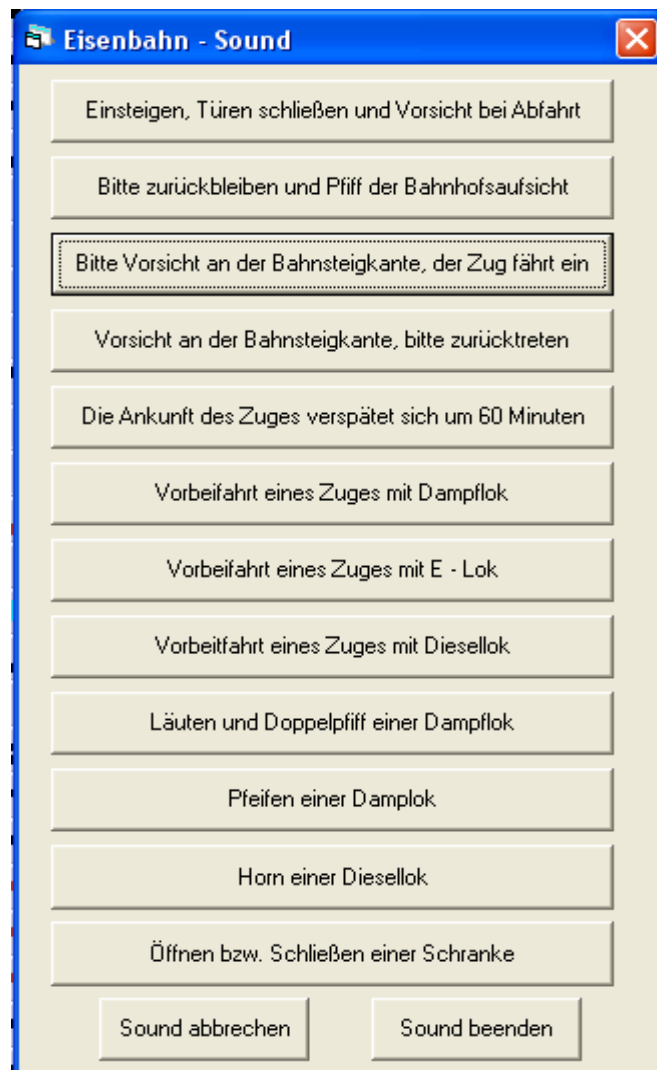 Eisenbahn - Sound
Einsteigen, Türen schließen und Vorsicht bei Abfahrt
Bitte zurückbleiben und Pfiff der Bahnhofsaufsicht
Bitte Vorsicht an der Bahnsteigkante, der Zug fährt ein
Vorsicht an der Bahnsteigkante, bitte zurücktreten
Die Ankunft des Zuges verspätet sich um 60 Minuten
Vorbeifahrt eines Zuges mit Dampflok
Vorbeifahrt eines Zuges mit E - Lok
Vorbeitfahrt eines Zuges mit Diesellok
Läuten und Doppelpfiff einer Dampflok
Pfeifen einer Damplok
Horn einer Diesellok
Öffnen bzw. Schließen einer Schranke
Sound abbrechen Sound beenden